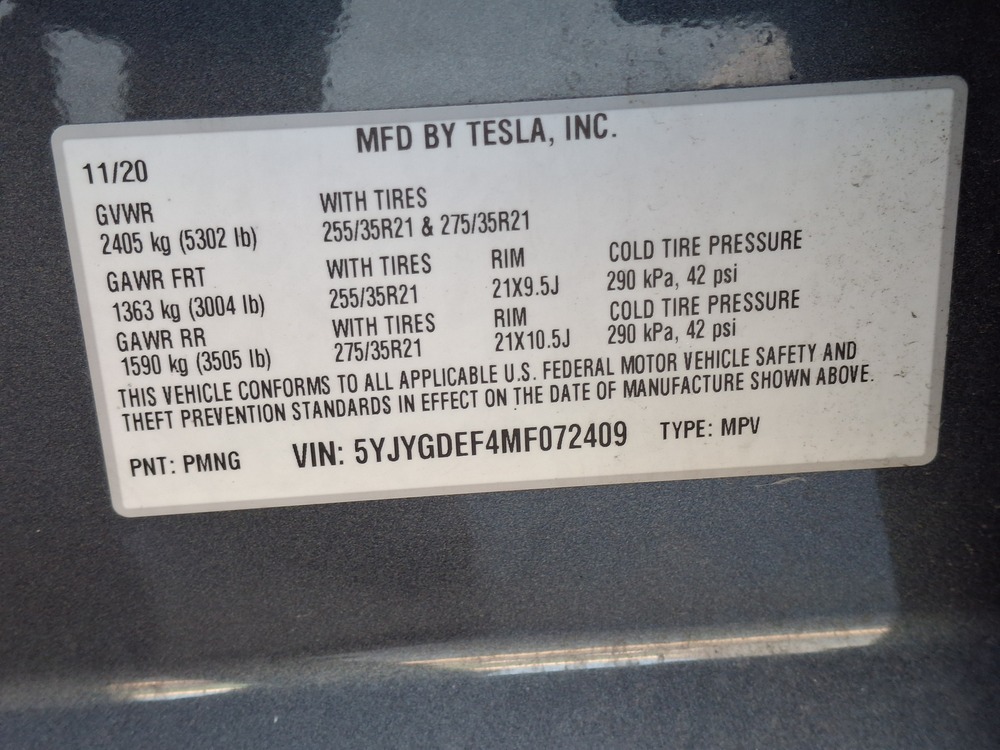 MFD BY TESLA, INC.
11/20
GVWR WITH TIRES
2405 kg (5302 lb) 255/35R21 & 275/35R21
GAWR FRT WITH TIRES RIM COLD TIRE PRESSURE
1363 kg (3004 lb) 255/35R21 21X9.5J 290 kPa, 42 psi
GAWR RR WITH TIRES RIM COLD TIRE PRESSURE
1590 kg (3505 lb) 275/35R21 21X10.5J 290 kPa, 42 psi
THIS VEHICLE CONFORMS TO ALL APPLICABLE U.S. FEDERAL MOTOR VEHICLE SAFETY AND
THEFT PREVENTION STANDARDS IN EFFECT ON THE DATE OF MANUFACTURE SHOWN ABOVE.
PNT: PMNG VIN: 5YJYGDEF4MF072409 TYPE: MPV